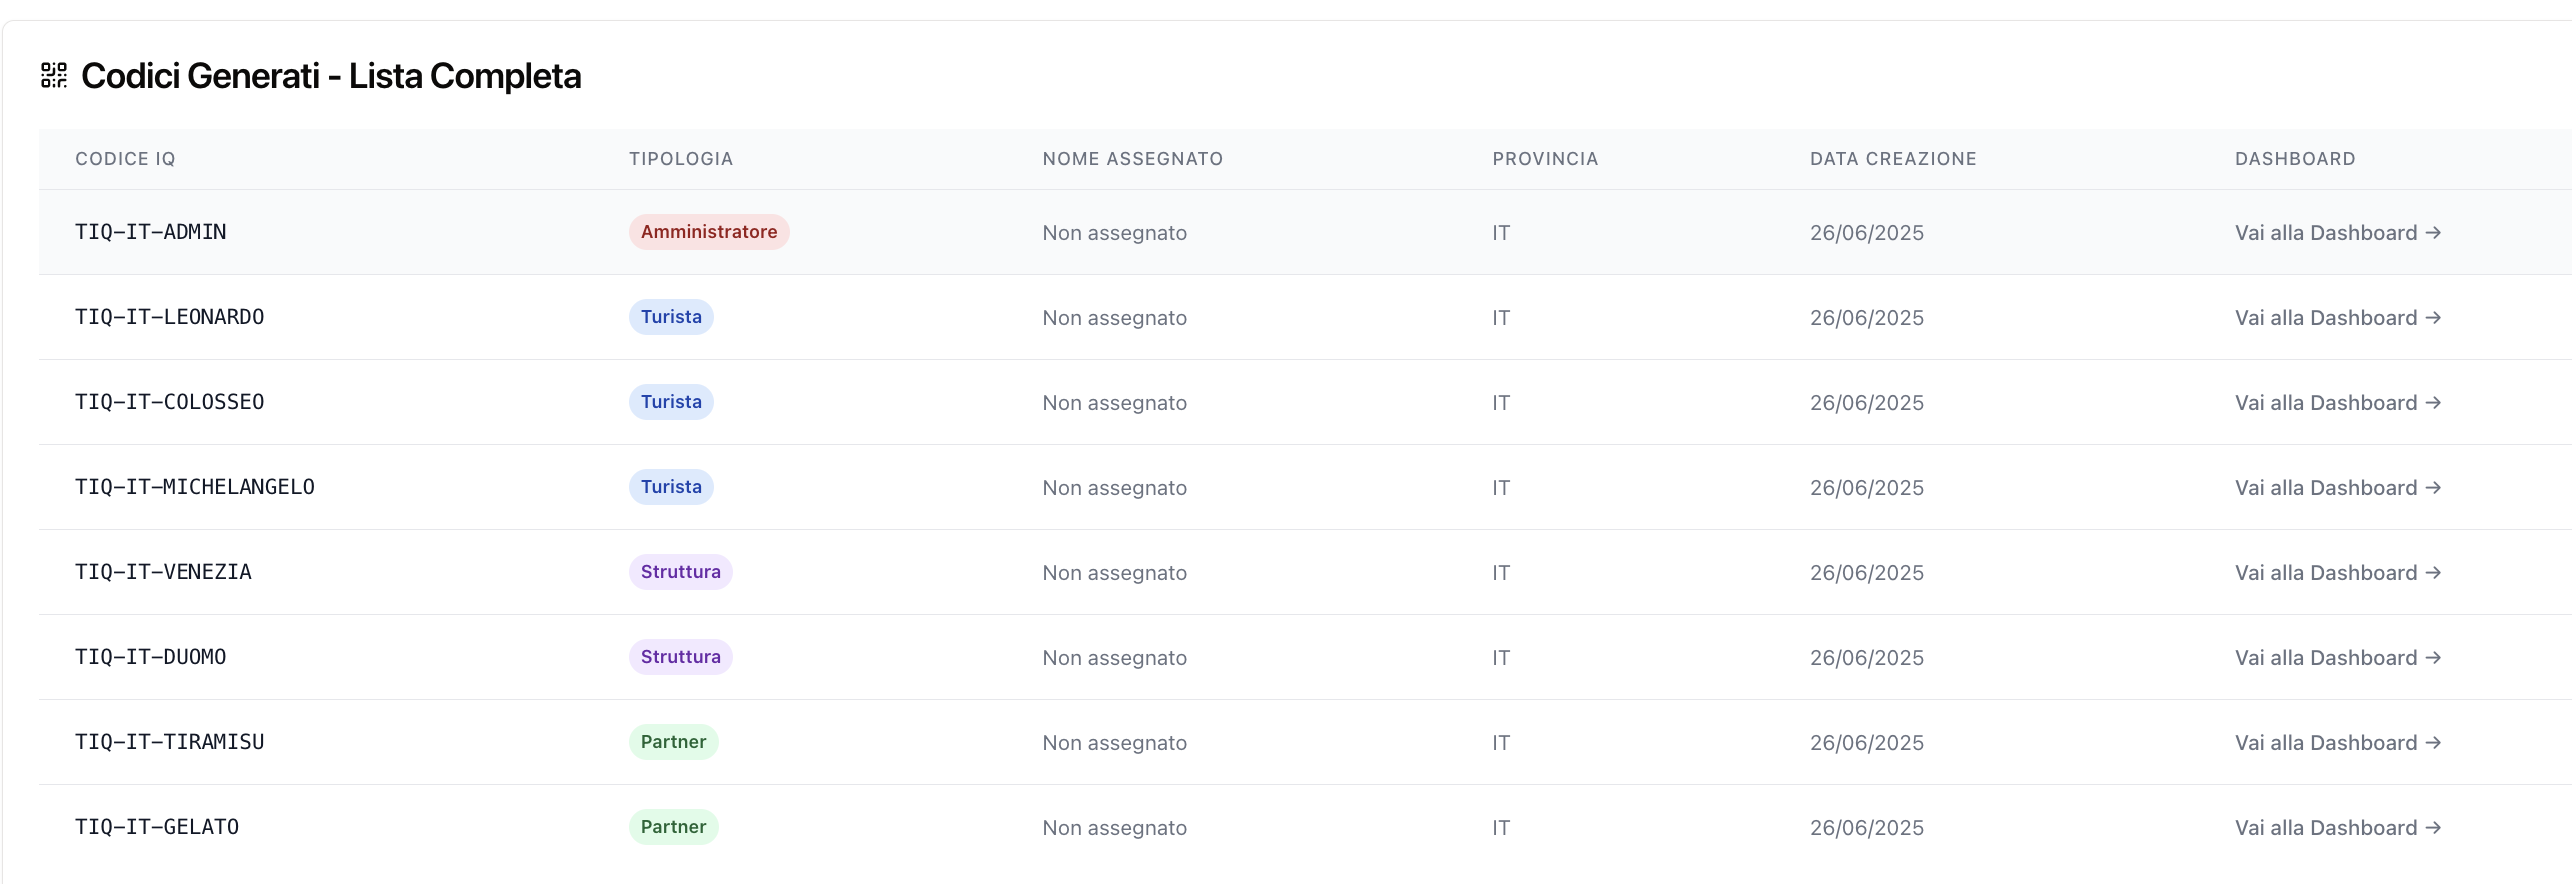 Codici Generati - Lista Completa
CODICE IQ TIPOLOGIA NOME ASSEGNATO PROVINCIA DATA CREAZIONE DASHBOARD
TIQ-IT-ADMIN Amministratore Non assegnato IT 26/06/2025 Vai alla Dashboard →
TIQ-IT-LEONARDO Turista Non assegnato IT 26/06/2025 Vai alla Dashboard →
TIQ-IT-COLOSSEO Turista Non assegnato IT 26/06/2025 Vai alla Dashboard →
TIQ-IT-MICHELANGELO Turista Non assegnato IT 26/06/2025 Vai alla Dashboard →
TIQ-IT-VENEZIA Struttura Non assegnato IT 26/06/2025 Vai alla Dashboard →
TIQ-IT-DUOMO Struttura Non assegnato IT 26/06/2025 Vai alla Dashboard →
TIQ-IT-TIRAMISU Partner Non assegnato IT 26/06/2025 Vai alla Dashboard →
TIQ-IT-GELATO Partner Non assegnato IT 26/06/2025 Vai alla Dashboard →